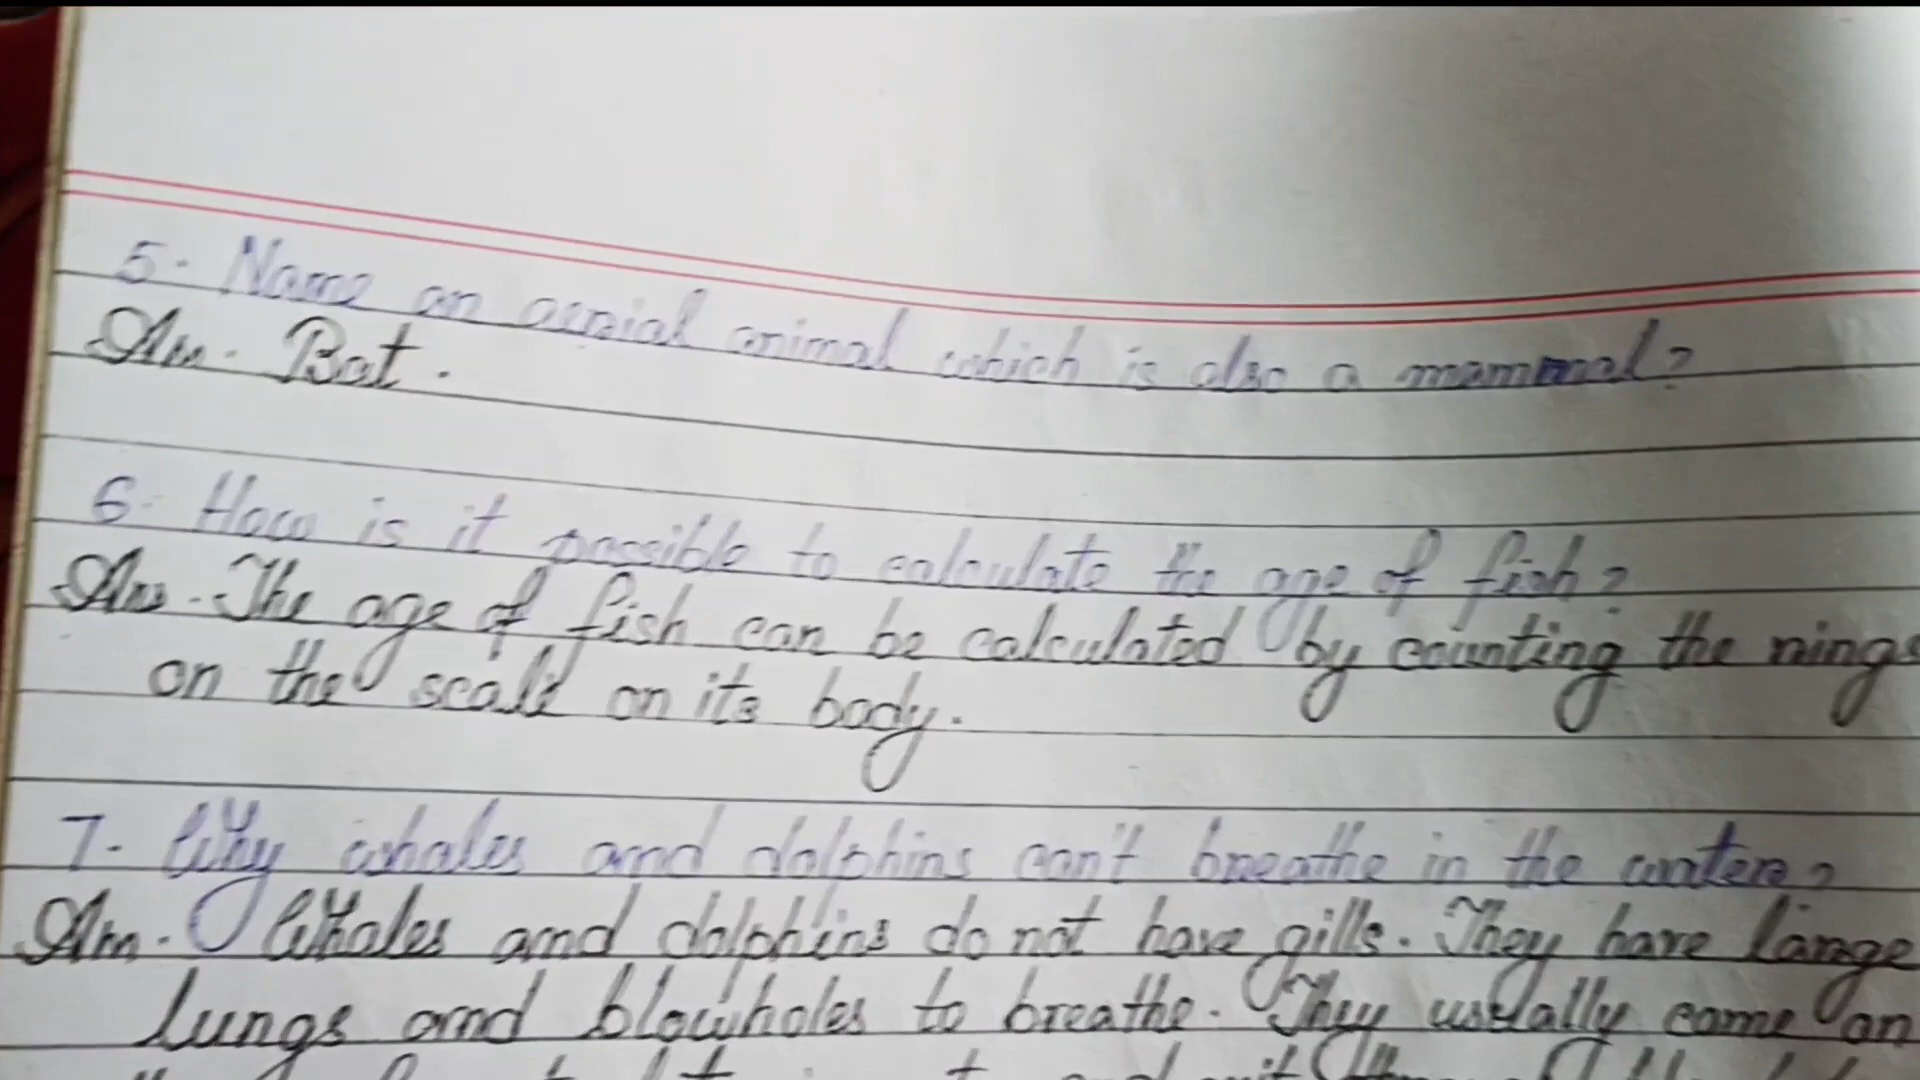 5. Name an aerial animal which is also a mammal?
Ans. Bat.
6. How is it possible to calculate the age of fish?
Ans. The age of fish can be calculated by counting the rings
on the scale on its body.
7. Why whales and dolphins can't breathe in the water?
Ans. Whales and dolphins do not have gills. They have large
lungs and blowholes to breathe. They usually come on